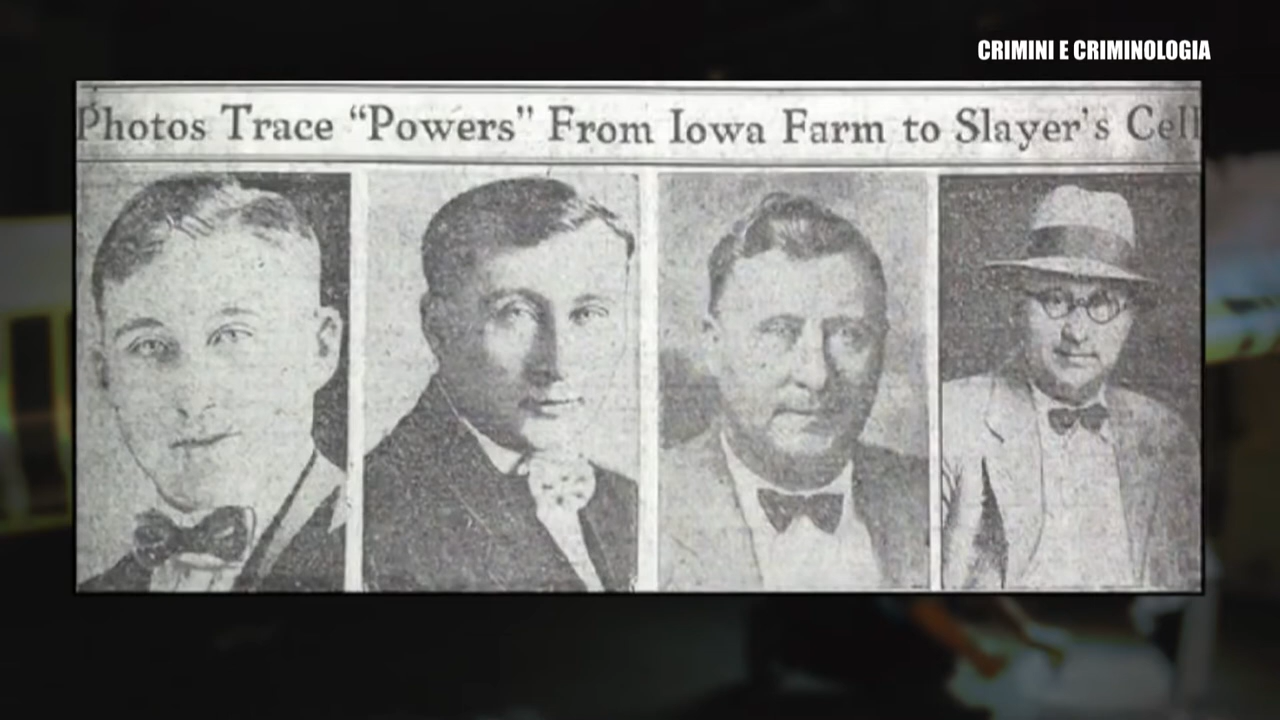 CRIMINI E CRIMINOLOGIA
Photos Trace “Powers” From Iowa Farm to Slayer's Cell